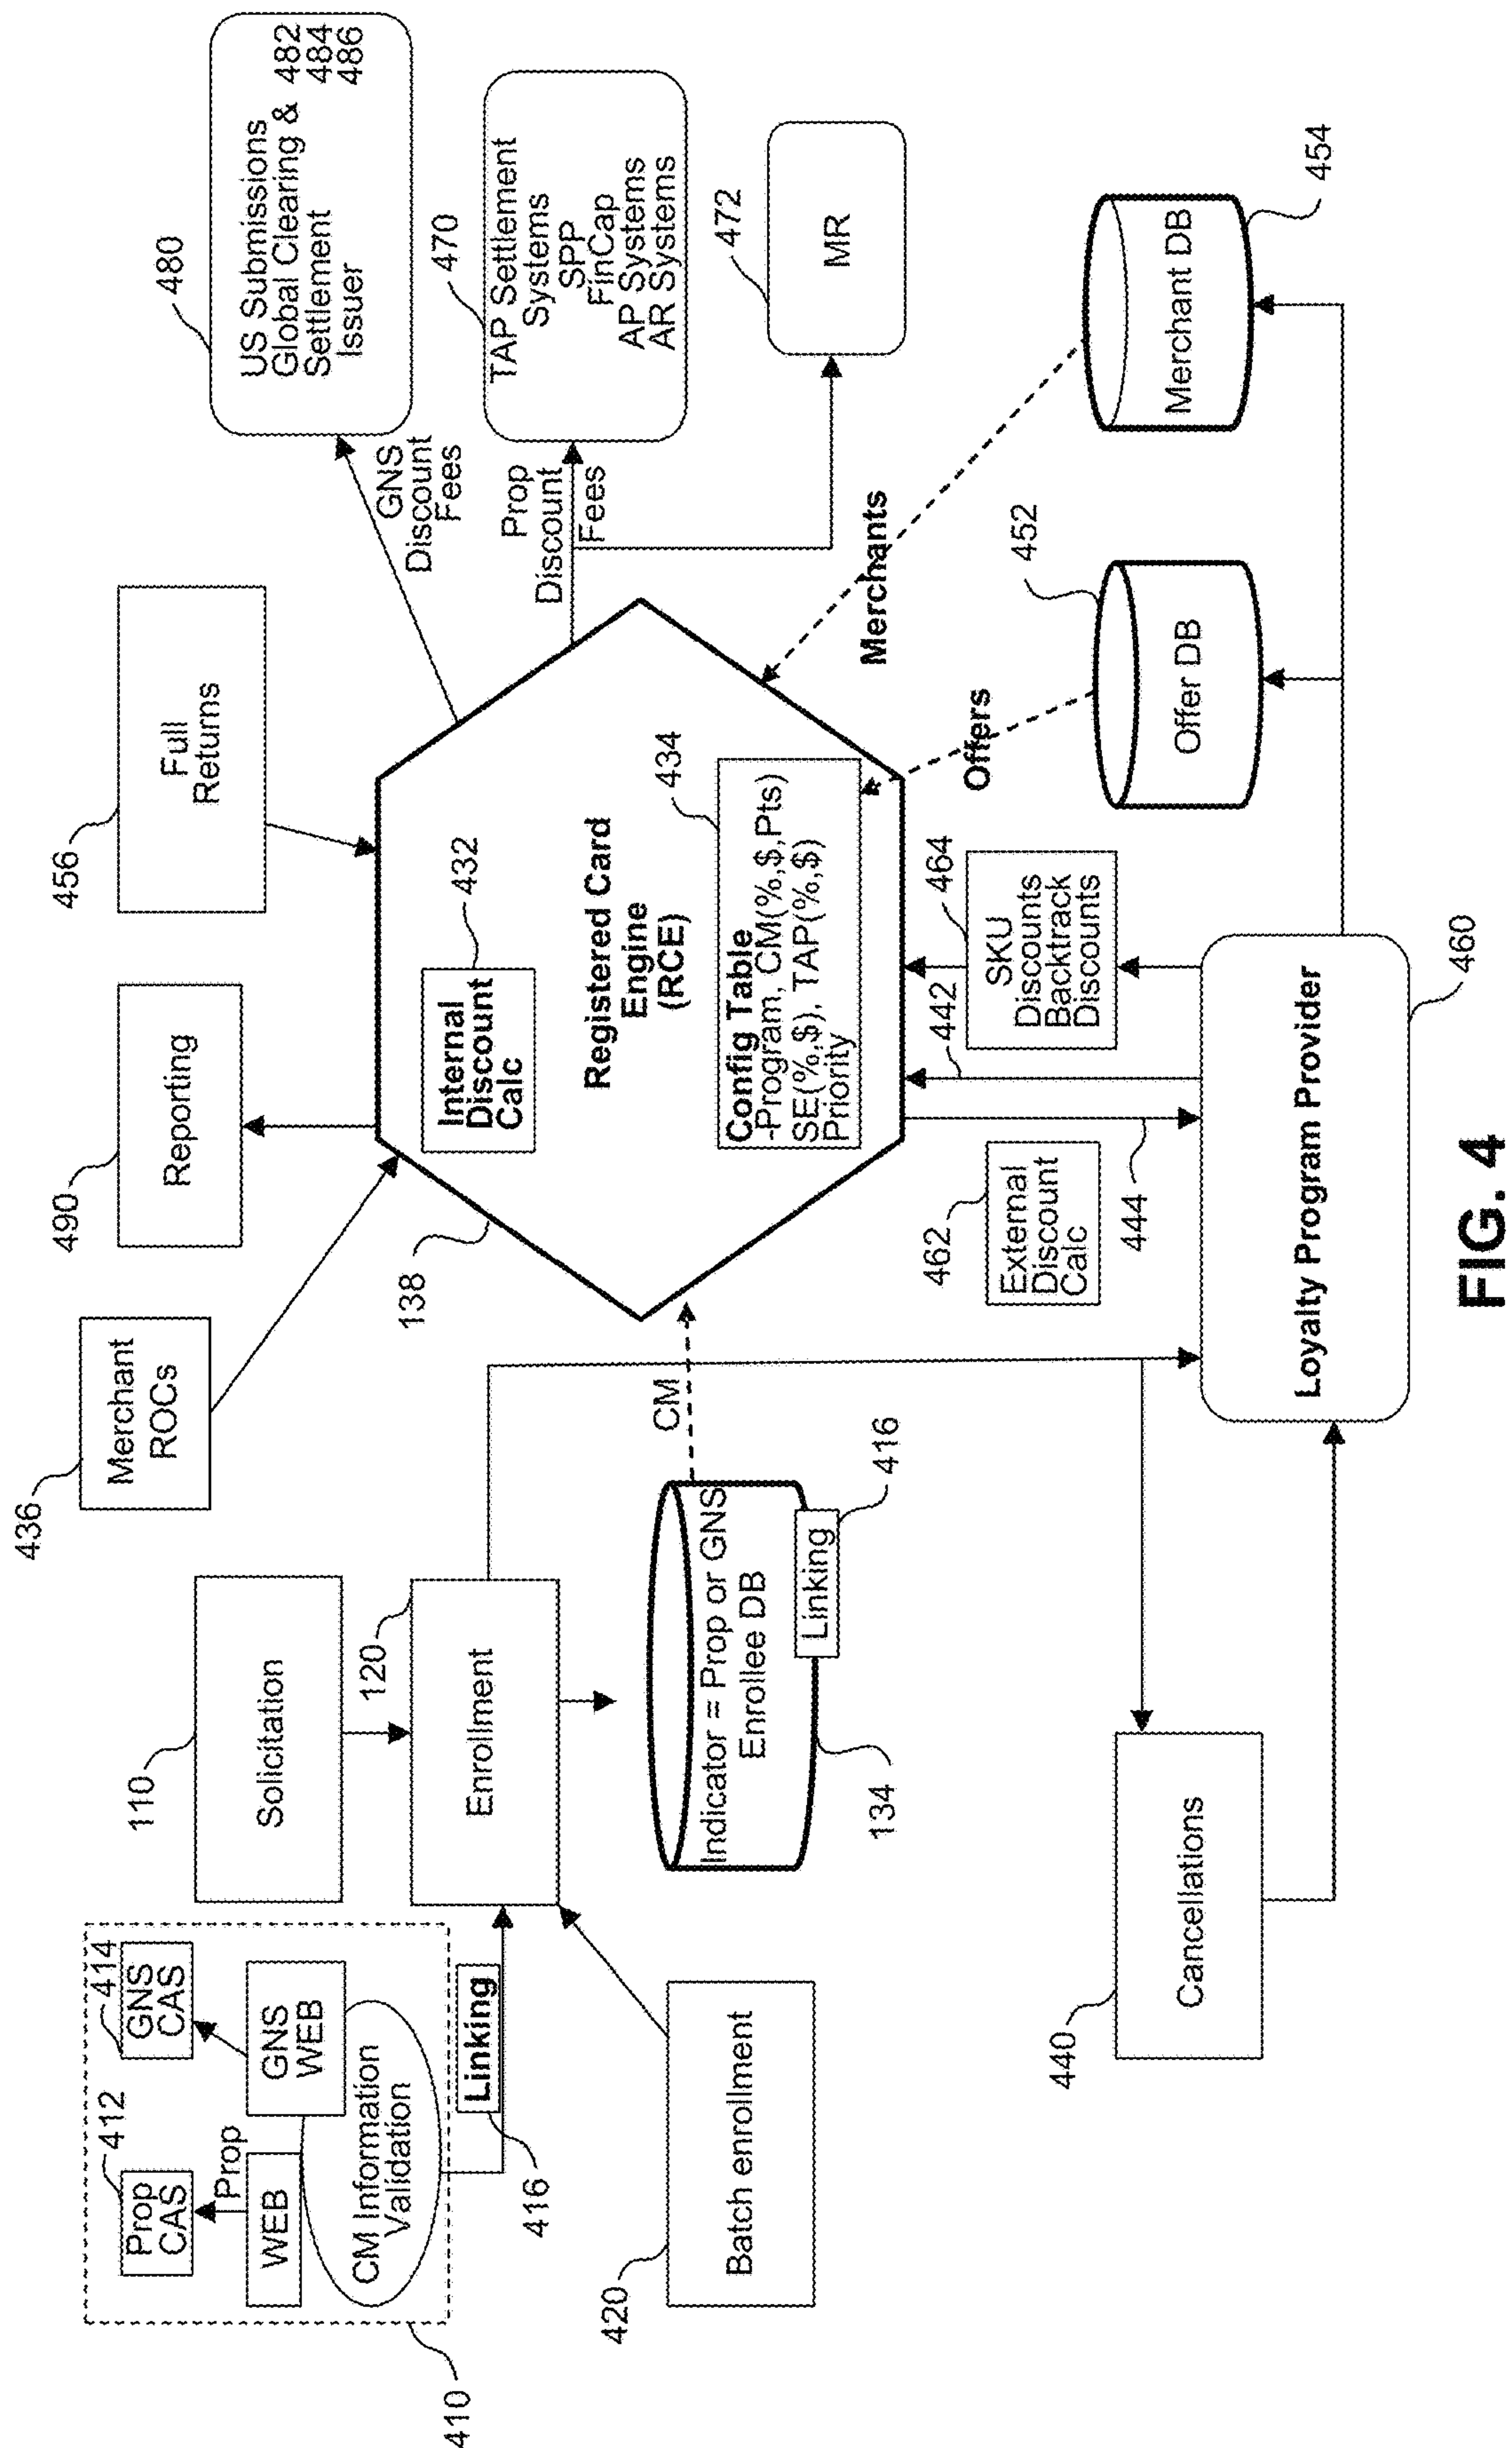 410
412
Prop
CAS
414
GNS
CAS
Prop
WEB
GNS
WEB
CM Information
Validation
Linking
416
110
Solicitation
120
Enrollment
420
Batch enrollment
Indicator = Prop or GNS
Enrollee DB
Linking
416
134
CM
440
Cancellations
436
Merchant
ROCs
490
Reporting
456
Full
Returns
138
Internal
Discount
Calc
432
Registered Card
Engine
(RCE)
434
Config Table
-Program, CM(%,$,Pts)
SE(%,$), TAP(%,$)
Priority
462
External
Discount
Calc
444
442
464
SKU
Discounts
Backtrack
Discounts
Loyalty Program Provider
460
GNS
Discount
Fees
480
US Submissions
Global Clearing & 482
Settlement 484
Issuer 486
Prop
Discount
Fees
470
TAP Settlement
Systems
SPP
FinCap
AP Systems
AR Systems
472
MR
Merchants
Offers
452
Offer DB
Merchant DB
454
FIG. 4